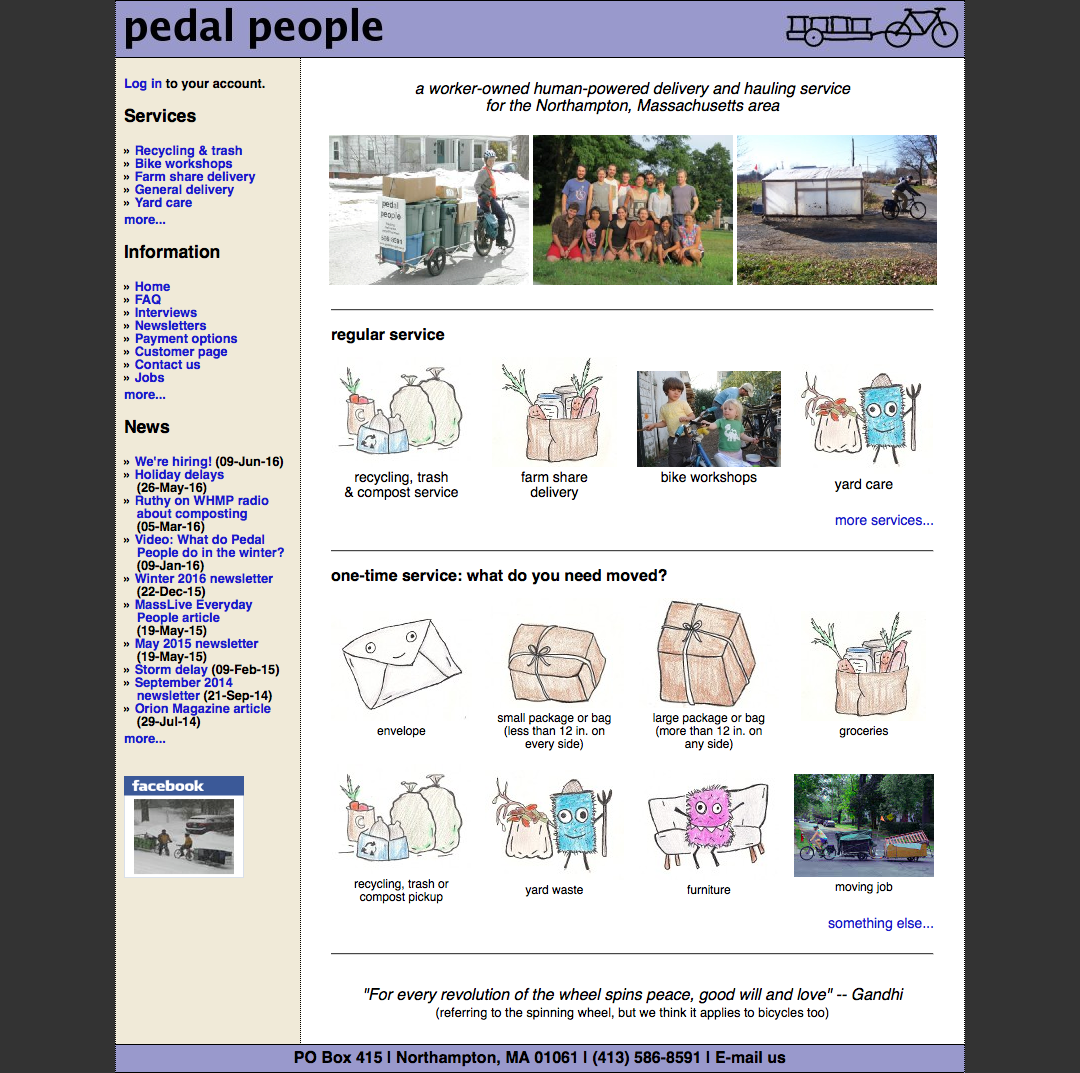 pedal people
Log in to your account.
Services
» Recycling & trash
» Bike workshops
» Farm share delivery
» General delivery
» Yard care
more...
Information
» Home
» FAQ
» Interviews
» Newsletters
» Payment options
» Customer page
» Contact us
» Jobs
more...
News
» We're hiring! (09-Jun-16)
» Holiday delays
(26-May-16)
» Ruthy on WHMP radio
about composting
(05-Mar-16)
» Video: What do Pedal
People do in the winter?
(09-Jan-16)
» Winter 2016 newsletter
(22-Dec-15)
» MassLive Everyday
People article
(19-May-15)
» May 2015 newsletter
(19-May-15)
» Storm delay (09-Feb-15)
» September 2014
newsletter (21-Sep-14)
» Orion Magazine article
(29-Jul-14)
more...
facebook
a worker-owned human-powered delivery and hauling service
for the Northampton, Massachusetts area
pedal
people
regular service
C
recycling, trash
& compost service
farm share
delivery
bike workshops
yard care
more services...
one-time service: what do you need moved?
envelope
small package or bag
(less than 12 in. on
every side)
large package or bag
(more than 12 in. on
any side)
groceries
C
recycling, trash or
compost pickup
yard waste
furniture
moving job
something else...
"For every revolution of the wheel spins peace, good will and love" -- Gandhi
(referring to the spinning wheel, but we think it applies to bicycles too)
PO Box 415 | Northampton, MA 01061 | (413) 586-8591 | E-mail us